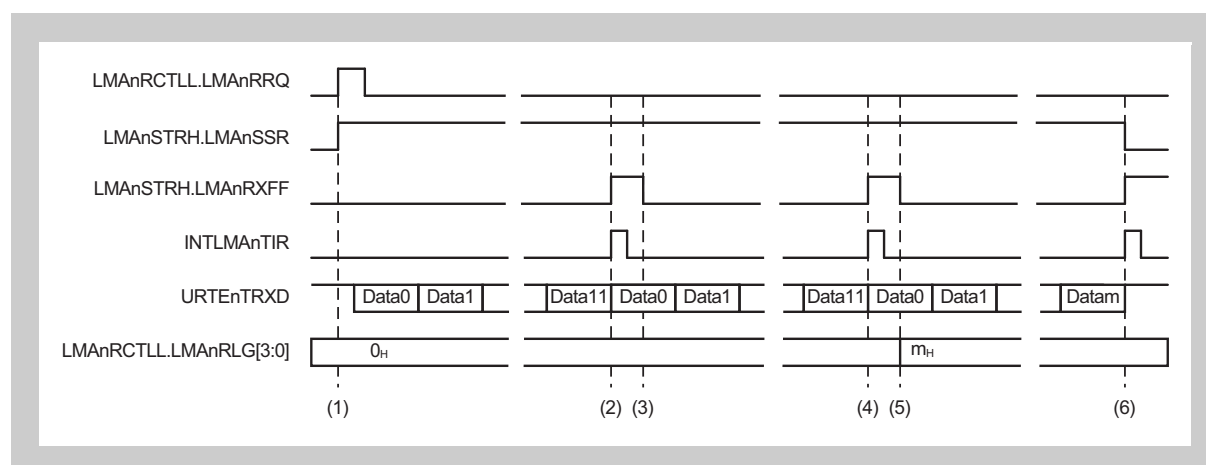 LMAnRCTLL.LMAnRRQ
LMAnSTRH.LMAnSSR
LMAnSTRH.LMAnRXFF
INTLMAnTIR
URTEnTRXD Data0 Data1 Data11 Data0 Data1 Data11 Data0 Data1 Datam
LMAnRCTLL.LMAnRLG[3:0] 0H mH
(1) (2) (3) (4) (5) (6)